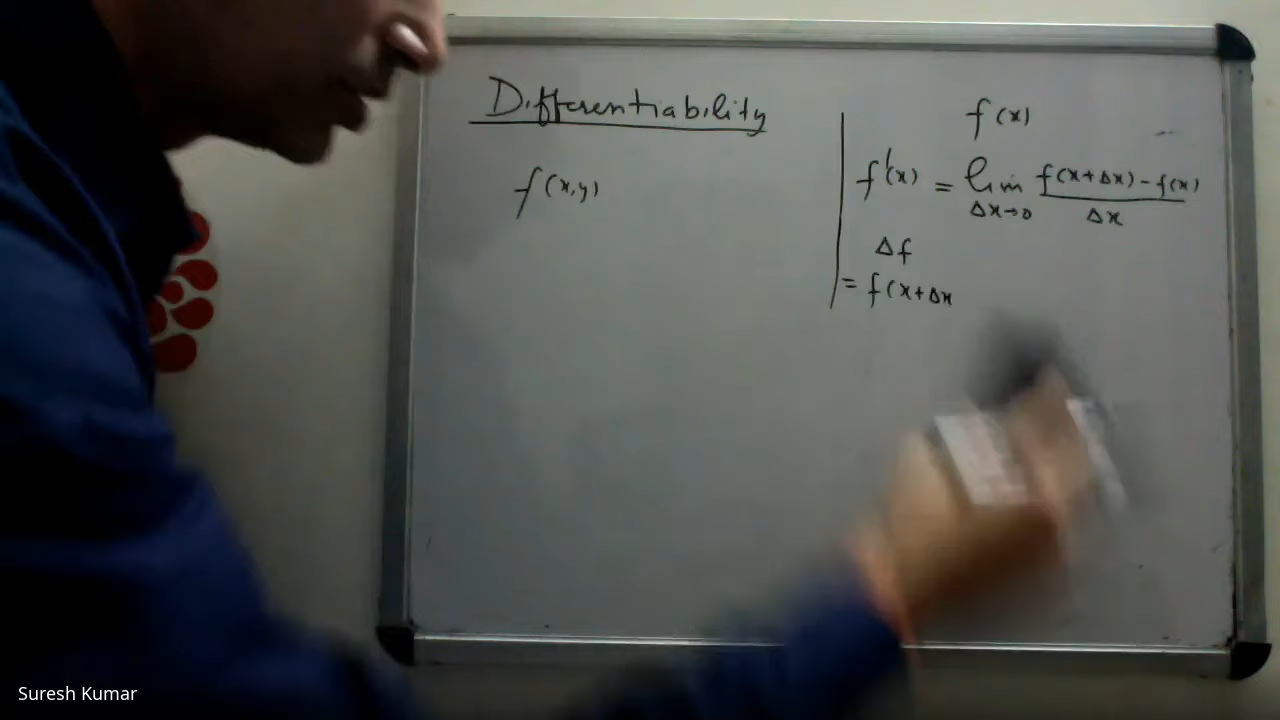 Differentiability
f(x,y)
f(x)
f'(x) = lim Δx→0 f(x+Δx) - f(x) / Δx
Δf
= f(x+Δx
Suresh Kumar